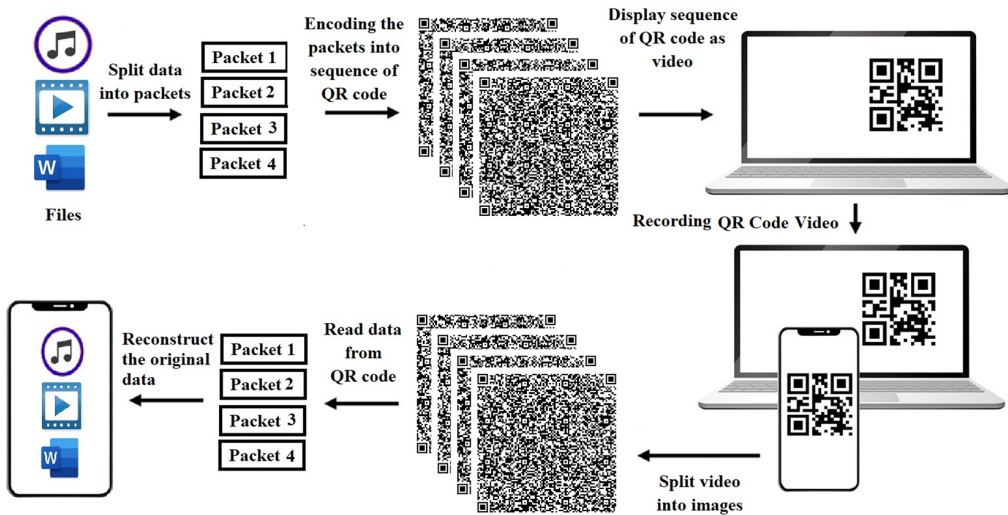 Files
Split data
into packets
Packet 1
Packet 2
Packet 3
Packet 4
Encoding the
packets into
sequence of
QR code
Display sequence
of QR code as
video
Recording QR Code Video
Split video
into images
Read data
from
QR code
Packet 1
Packet 2
Packet 3
Packet 4
Reconstruct
the original
data
W
W